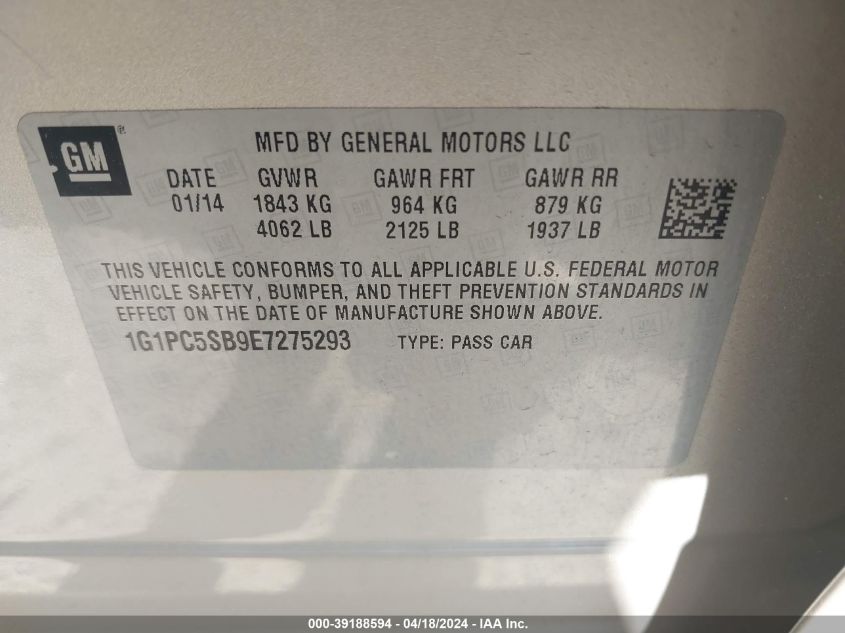 GM®
MFD BY GENERAL MOTORS LLC
DATE GVWR GAWR FRT GAWR RR
01/14 1843 KG 964 KG 879 KG
4062 LB 2125 LB 1937 LB
THIS VEHICLE CONFORMS TO ALL APPLICABLE U.S. FEDERAL MOTOR
VEHICLE SAFETY, BUMPER, AND THEFT PREVENTION STANDARDS IN
EFFECT ON THE DATE OF MANUFACTURE SHOWN ABOVE.
1G1PC5SB9E7275293 TYPE: PASS CAR
000-39188594 - 04/18/2024 - IAA Inc.